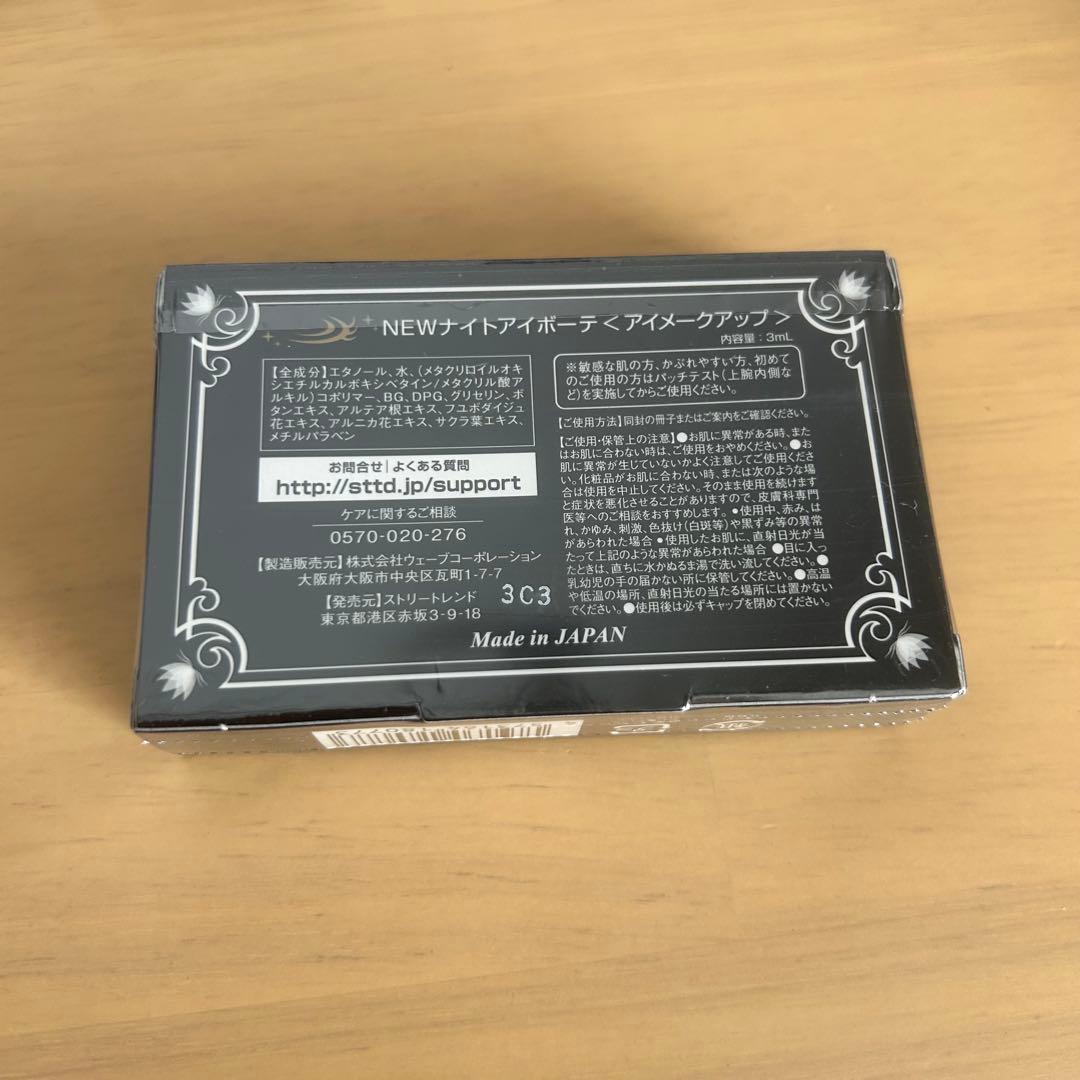 NEWナイトアイボーテ＜アイメークアップ＞
内容量：3mL
【全成分】エタノール、水、(メタクリロイルオキ
シエチルカルボキシベタイン/メタクリル酸ア
ルキル)コポリマー、BG、DPG、グリセリン、ボ
タンエキス、アルテア根エキス、フユボダイジュ
花エキス、アルニカ花エキス、サクラ葉エキス、
メチルパラベン
お問合せ|よくある質問
http://sttd.jp/support
ケアに関するご相談
0570-020-276
【製造販売元】株式会社ウェーブコーポレーション
大阪府大阪市中央区瓦町1-7-7
【発売元】ストリートレンド
東京都港区赤坂3-9-18
3C3
※敏感な肌の方、かぶれやすい方、初めて
のご使用の方はパッチテスト(上腕内側な
ど)を実施してからご使用ください。
【ご使用方法】同封の冊子またはご案内をご確認ください。
【ご使用・保管上の注意】●お肌に異常がある時、また
はお肌に合わない時は、ご使用をおやめください。●お
肌に異常が生じていないかよく注意してご使用くださ
い。化粧品がお肌に合わない時、または次のような場
合は使用を中止してください。そのまま使用を続けます
と症状を悪化させることがありますので、皮膚科専門
医等へのご相談をおすすめします。●使用中、赤み、は
れ、かゆみ、刺激、色抜け(白斑等)や黒ずみ等の異常
があらわれた場合●使用したお肌に、直射日光が当
たって上記のような異常があらわれた場合●目に入っ
たときは、直ちに水かぬるま湯で洗い流してください。●
乳幼児の手の届かない所に保管してください。●高温
や低温の場所、直射日光の当たる場所には置かない
でください。●使用後は必ずキャップを閉めてください。
Made in JAPAN